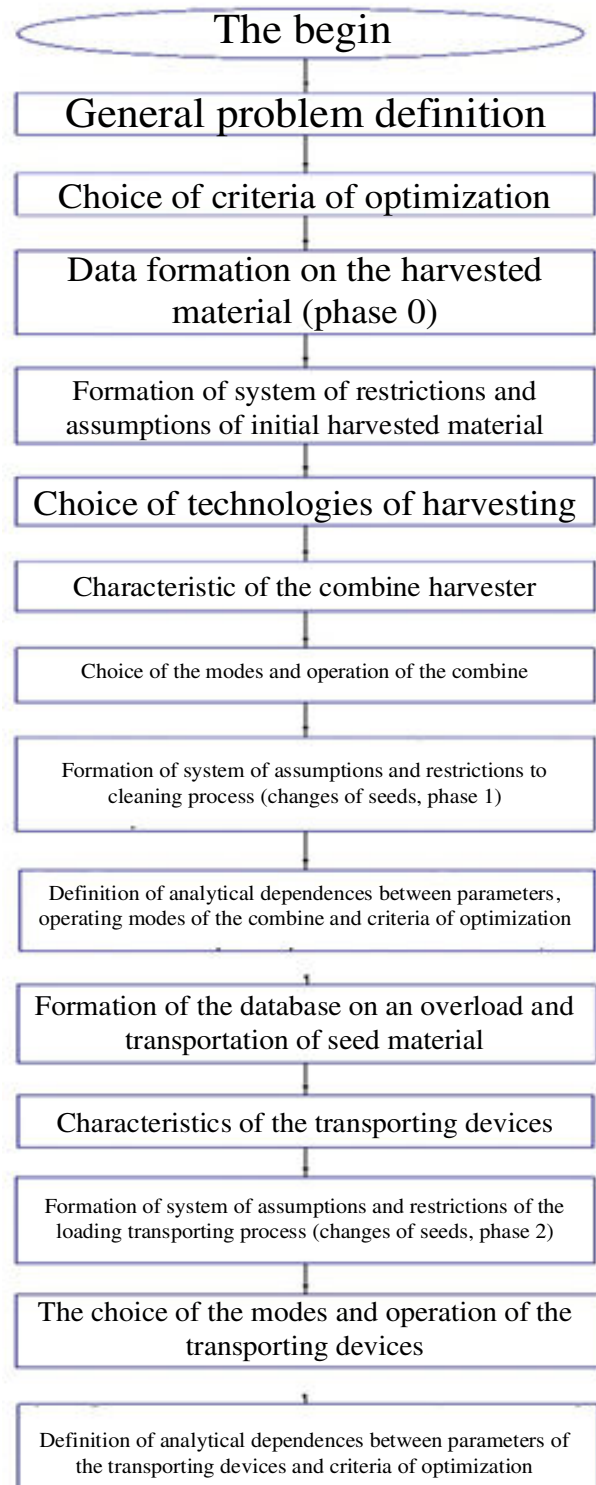 The begin
General problem definition
Choice of criteria of optimization
Data formation on the harvested
material (phase 0)
Formation of system of restrictions and
assumptions of initial harvested material
Choice of technologies of harvesting
Characteristic of the combine harvester
Choice of the modes and operation of the combine
Formation of system of assumptions and restrictions to
cleaning process (changes of seeds, phase 1)
Definition of analytical dependences between parameters,
operating modes of the combine and criteria of optimization
Formation of the database on an overload and
transportation of seed material
Characteristics of the transporting devices
Formation of system of assumptions and restrictions of the
loading transporting process (changes of seeds, phase 2)
The choice of the modes and operation of the
transporting devices
Definition of analytical dependences between parameters of
the transporting devices and criteria of optimization